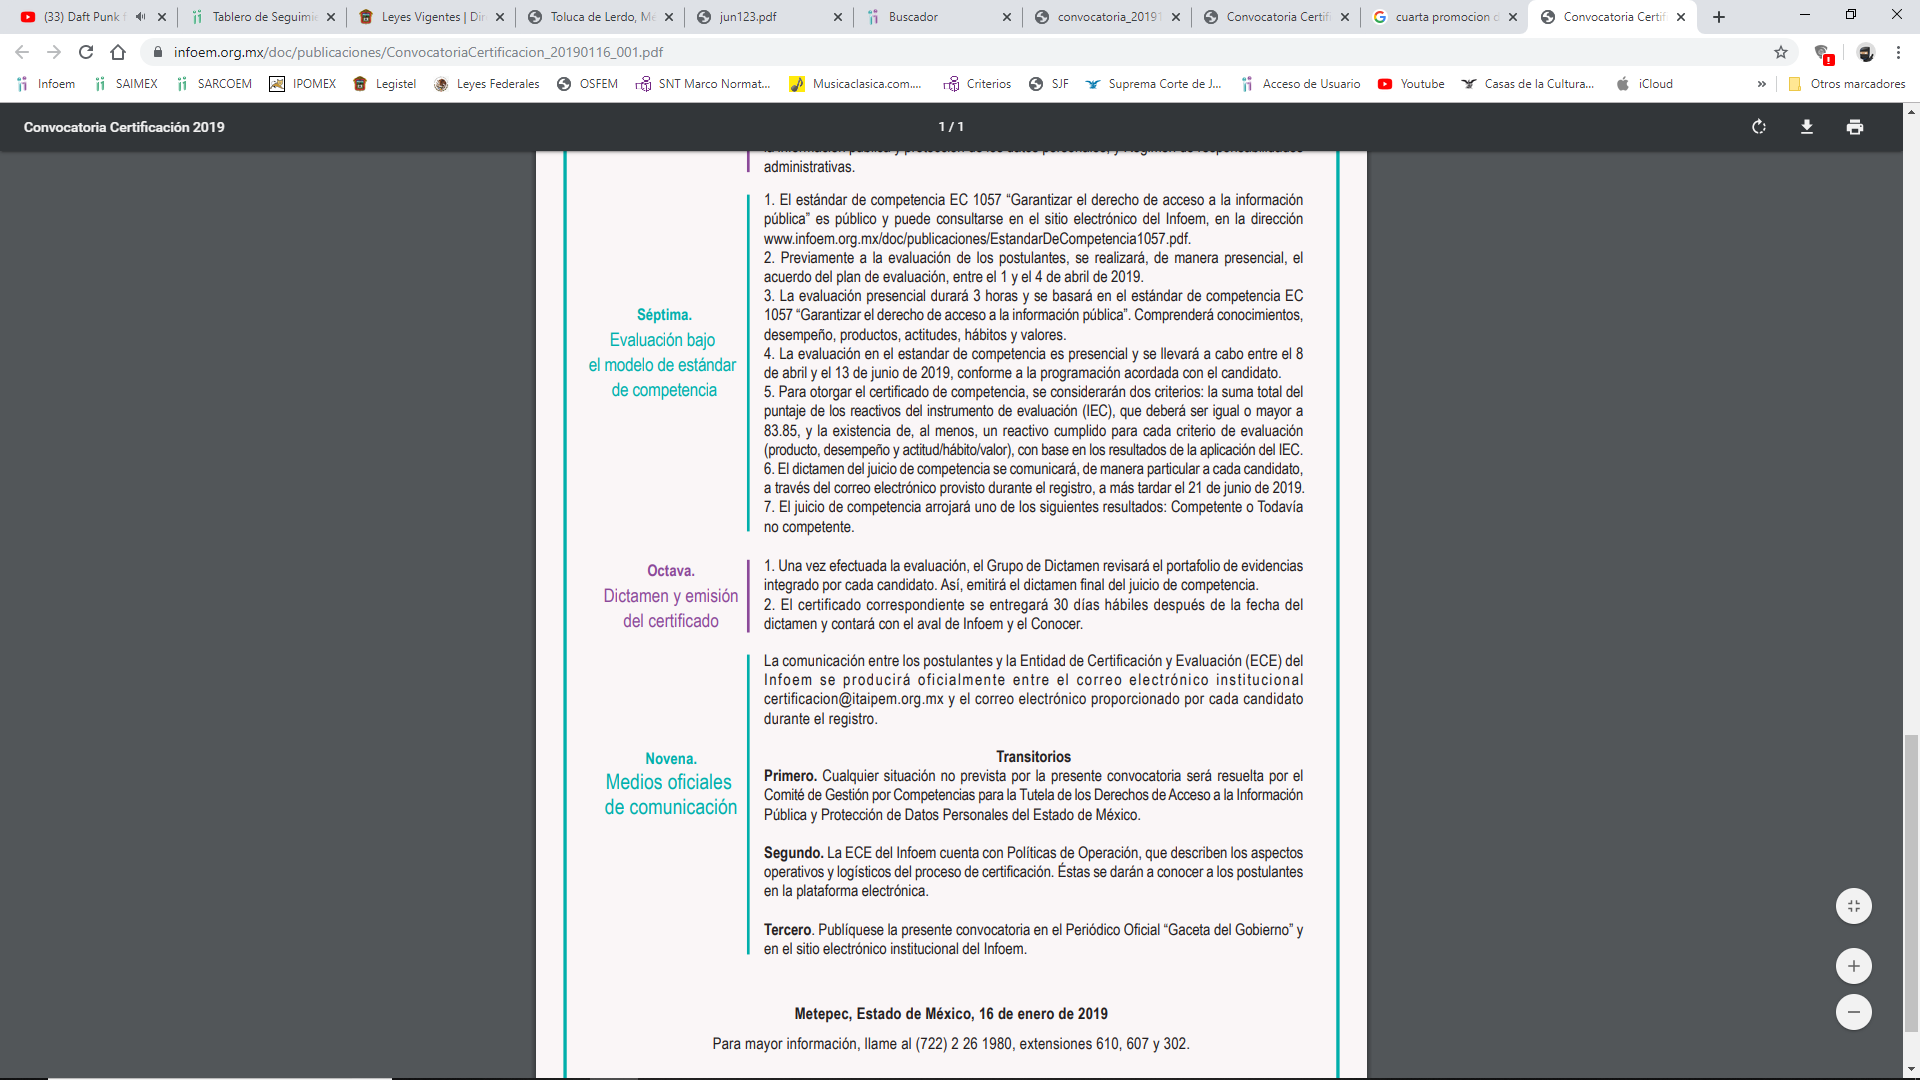 (33) Daft Punk
Tablero de Seguimie
Leyes Vigentes | Dir
Toluca de Lerdo, Mé
jun123.pdf
Buscador
convocatoria_20191
Convocatoria Certifi
cuarta promocion d
Convocatoria Certif
infoem.org.mx/doc/publicaciones/ConvocatoriaCertificacion_20190116_001.pdf
Infoem
SAIMEX
SARCOEM
IPOMEX
Legistel
Leyes Federales
OSFEM
SNT Marco Normat...
Musicaclasica.com....
Criterios
SJF
Suprema Corte de J...
Acceso de Usuario
Youtube
Casas de la Cultura...
iCloud
»
Otros marcadores
Convocatoria Certificación 2019
1 / 1
administrativas.
Séptima.
Evaluación bajo
el modelo de estándar
de competencia
1. El estándar de competencia EC 1057 “Garantizar el derecho de acceso a la información
pública” es público y puede consultarse en el sitio electrónico del Infoem, en la dirección
www.infoem.org.mx/doc/publicaciones/EstandarDeCompetencia1057.pdf.
2. Previamente a la evaluación de los postulantes, se realizará, de manera presencial, el
acuerdo del plan de evaluación, entre el 1 y el 4 de abril de 2019.
3. La evaluación presencial durará 3 horas y se basará en el estándar de competencia EC
1057 “Garantizar el derecho de acceso a la información pública”. Comprenderá conocimientos,
desempeño, productos, actitudes, hábitos y valores.
4. La evaluación en el estandar de competencia es presencial y se llevará a cabo entre el 8
de abril y el 13 de junio de 2019, conforme a la programación acordada con el candidato.
5. Para otorgar el certificado de competencia, se considerarán dos criterios: la suma total del
puntaje de los reactivos del instrumento de evaluación (IEC), que deberá ser igual o mayor a
83.85, y la existencia de, al menos, un reactivo cumplido para cada criterio de evaluación
(producto, desempeño y actitud/hábito/valor), con base en los resultados de la aplicación del IEC.
6. El dictamen del juicio de competencia se comunicará, de manera particular a cada candidato,
a través del correo electrónico provisto durante el registro, a más tardar el 21 de junio de 2019.
7. El juicio de competencia arrojará uno de los siguientes resultados: Competente o Todavía
no competente.
Octava.
Dictamen y emisión
del certificado
1. Una vez efectuada la evaluación, el Grupo de Dictamen revisará el portafolio de evidencias
integrado por cada candidato. Así, emitirá el dictamen final del juicio de competencia.
2. El certificado correspondiente se entregará 30 días hábiles después de la fecha del
dictamen y contará con el aval de Infoem y el Conocer.
Novena.
Medios oficiales
de comunicación
La comunicación entre los postulantes y la Entidad de Certificación y Evaluación (ECE) del
Infoem se producirá oficialmente entre el correo electrónico institucional
certificacion@itaipem.org.mx y el correo electrónico proporcionado por cada candidato
durante el registro.
Transitorios
Primero. Cualquier situación no prevista por la presente convocatoria será resuelta por el
Comité de Gestión por Competencias para la Tutela de los Derechos de Acceso a la Información
Pública y Protección de Datos Personales del Estado de México.
Segundo. La ECE del Infoem cuenta con Políticas de Operación, que describen los aspectos
operativos y logísticos del proceso de certificación. Éstas se darán a conocer a los postulantes
en la plataforma electrónica.
Tercero. Publíquese la presente convocatoria en el Periódico Oficial “Gaceta del Gobierno” y
en el sitio electrónico institucional del Infoem.
Metepec, Estado de México, 16 de enero de 2019
Para mayor información, llame al (722) 2 26 1980, extensiones 610, 607 y 302.